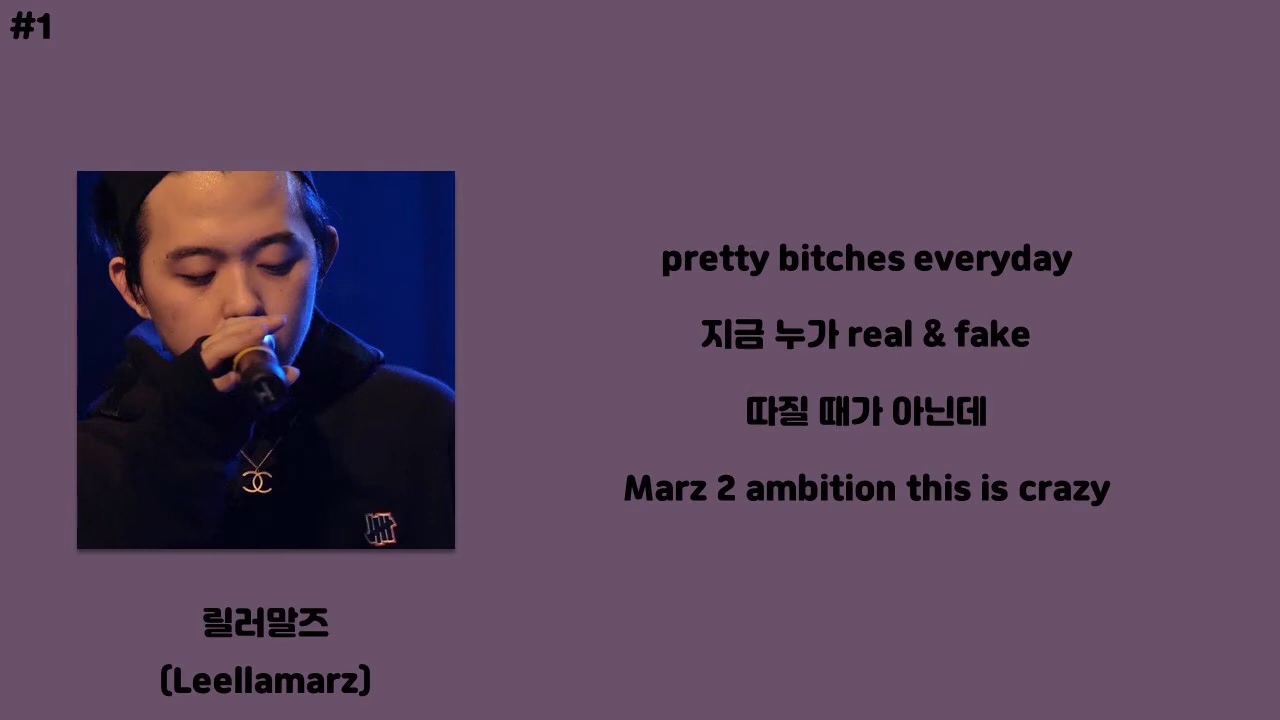 #1
pretty bitches everyday
지금 누가 real & fake
따질 때가 아닌데
Marz 2 ambition this is crazy
릴러말즈
(Leellamarz)